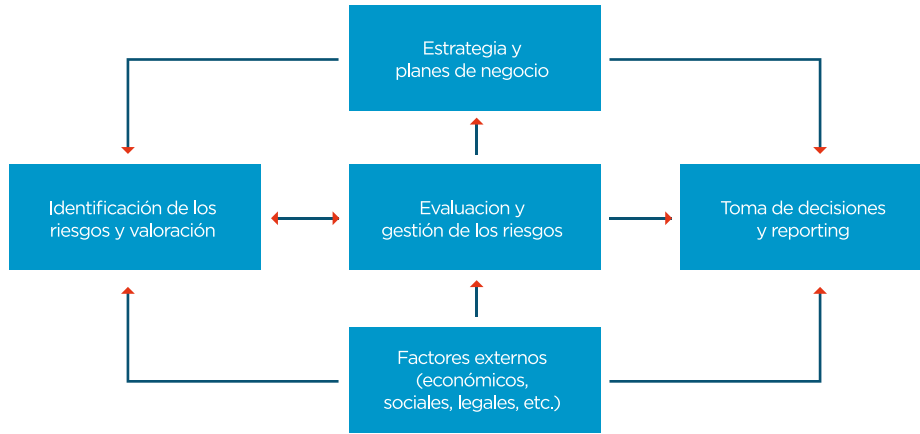 Estrategia y
planes de negocio
Identificación de los
riesgos y valoración
Evaluacion y
gestión de los riesgos
Toma de decisiones
y reporting
Factores externos
(económicos,
sociales, legales, etc.)